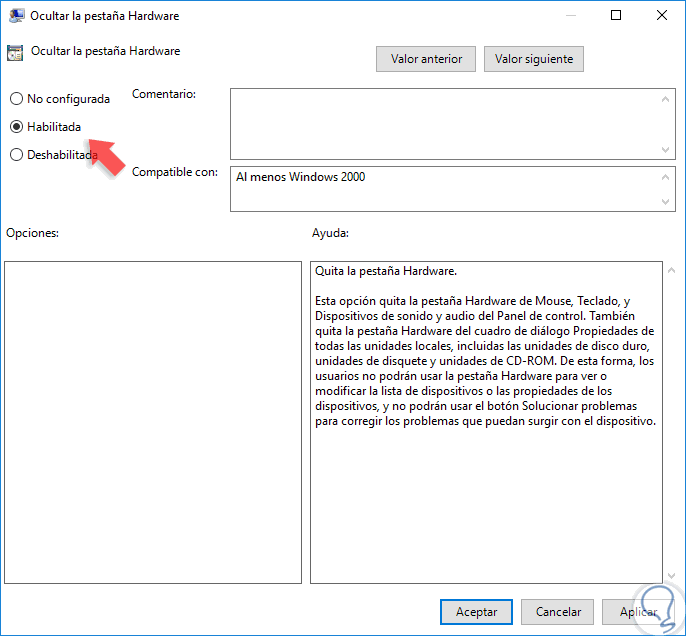 Ocultar la pestaña Hardware
Ocultar la pestaña Hardware
Valor anterior
Valor siguiente
No configurada
Habilitada
Deshabilitada
Comentario:
Compatible con:
Al menos Windows 2000
Opciones:
Ayuda:
Quita la pestaña Hardware.
Esta opción quita la pestaña Hardware de Mouse, Teclado, y
Dispositivos de sonido y audio del Panel de control. También
quita la pestaña Hardware del cuadro de diálogo Propiedades de
todas las unidades locales, incluidas las unidades de disco duro,
unidades de disquete y unidades de CD-ROM. De esta forma, los
usuarios no podrán usar la pestaña Hardware para ver o
modificar la lista de dispositivos o las propiedades de los
dispositivos, y no podrán usar el botón Solucionar problemas
para corregir los problemas que puedan surgir con el dispositivo.
Aceptar
Cancelar
Aplicar